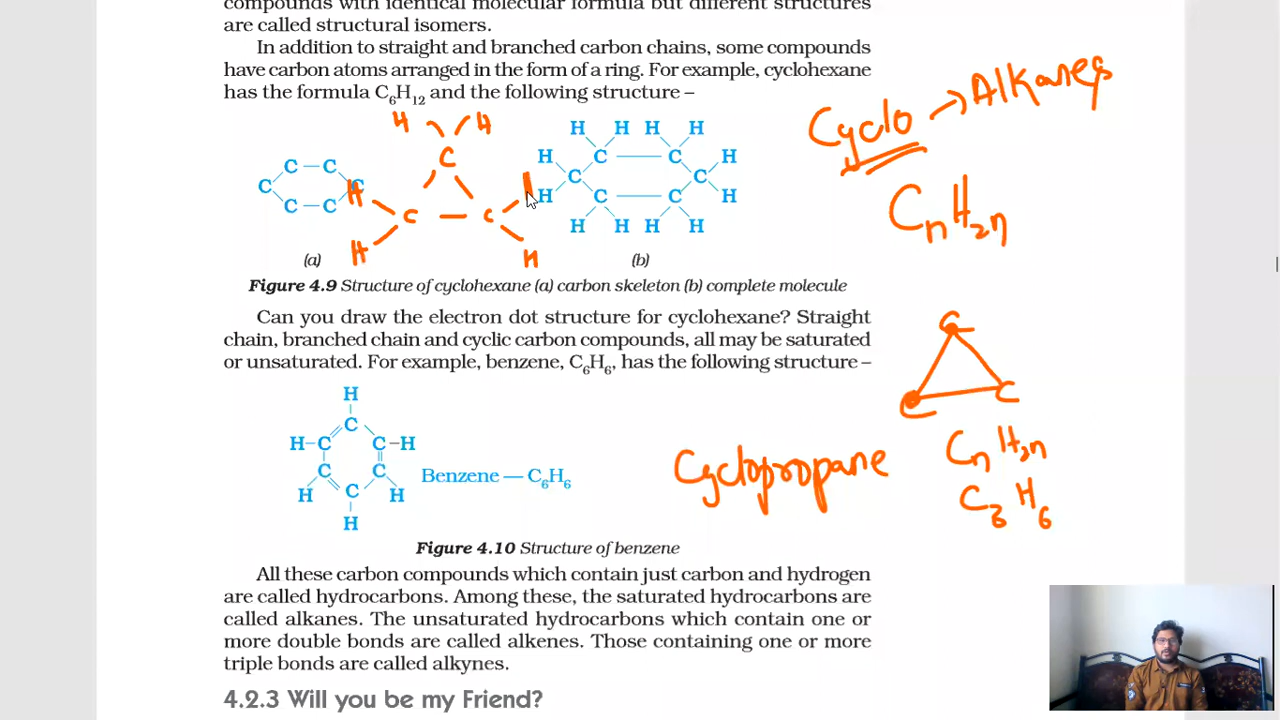 compounds with identical molecular formula but different structures
are called structural isomers.
In addition to straight and branched carbon chains, some compounds
have carbon atoms arranged in the form of a ring. For example, cyclohexane
has the formula C₆H₁₂ and the following structure –
H H
C
H
C C
H H
C — C
C C
C — C
(a)
H H H H
H C — C H
C C
H C — C H
H H H H
(b)
Figure 4.9 Structure of cyclohexane (a) carbon skeleton (b) complete molecule
Cyclo → Alkanes
CnH2n
Can you draw the electron dot structure for cyclohexane? Straight
chain, branched chain and cyclic carbon compounds, all may be saturated
or unsaturated. For example, benzene, C₆H₆, has the following structure –
C
C C
CnH2n
C3H6
Cyclopropane
H
C
H–C C–H
C C
H C H
H
Benzene — C₆H₆
Figure 4.10 Structure of benzene
All these carbon compounds which contain just carbon and hydrogen
are called hydrocarbons. Among these, the saturated hydrocarbons are
called alkanes. The unsaturated hydrocarbons which contain one or
more double bonds are called alkenes. Those containing one or more
triple bonds are called alkynes.
4.2.3 Will you be my Friend?